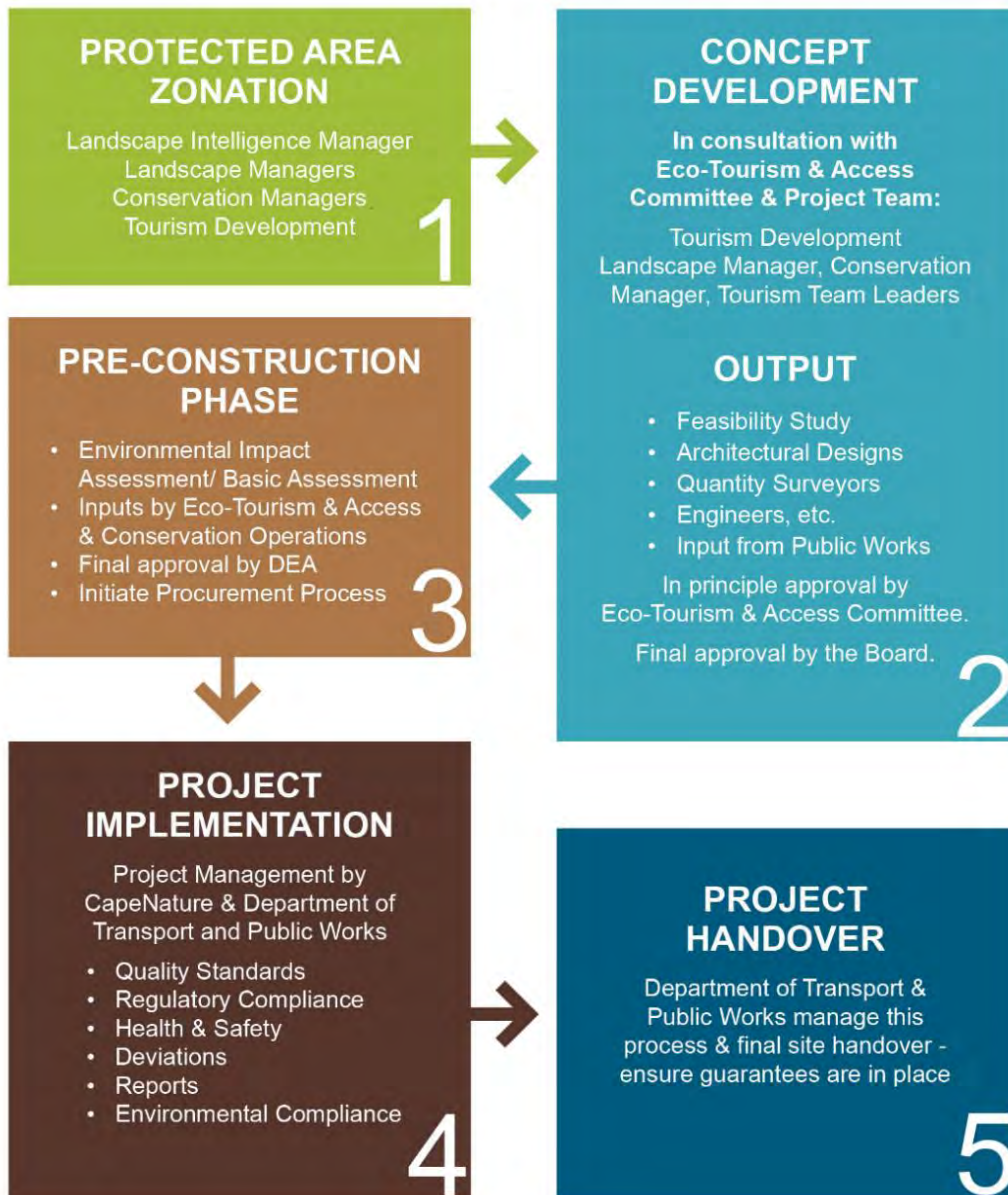 PROTECTED AREA
ZONATION
Landscape Intelligence Manager
Landscape Managers
Conservation Managers
Tourism Development
1
CONCEPT
DEVELOPMENT
In consultation with
Eco-Tourism & Access
Committee & Project Team:
Tourism Development
Landscape Manager, Conservation
Manager, Tourism Team Leaders
OUTPUT
• Feasibility Study
• Architectural Designs
• Quantity Surveyors
• Engineers, etc.
• Input from Public Works
In principle approval by
Eco-Tourism & Access Committee.
Final approval by the Board.
2
PRE-CONSTRUCTION
PHASE
• Environmental Impact
Assessment/ Basic Assessment
• Inputs by Eco-Tourism & Access
& Conservation Operations
• Final approval by DEA
• Initiate Procurement Process
3
PROJECT
IMPLEMENTATION
Project Management by
CapeNature & Department of
Transport and Public Works
• Quality Standards
• Regulatory Compliance
• Health & Safety
• Deviations
• Reports
• Environmental Compliance
4
PROJECT
HANDOVER
Department of Transport &
Public Works manage this
process & final site handover -
ensure guarantees are in place
5